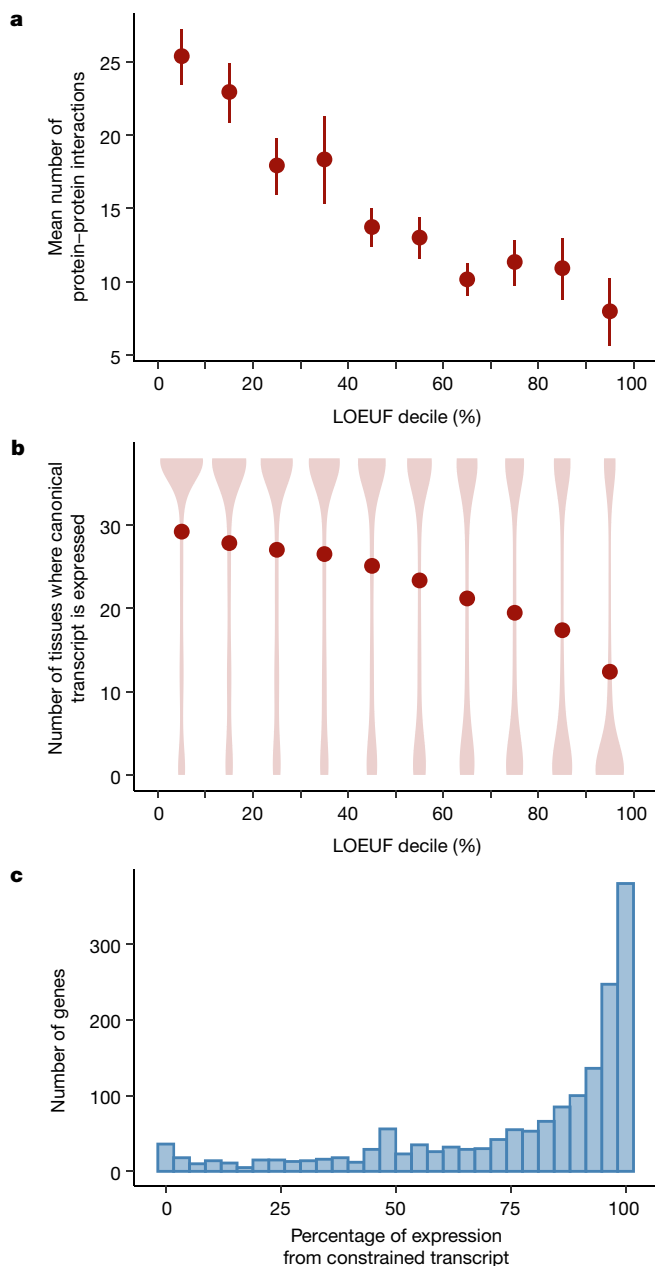 a
Mean number of
protein–protein interactions
25
20
15
10
5
0
20
40
60
80
100
LOEUF decile (%)
b
Number of tissues where canonical
transcript is expressed
30
20
10
0
0
20
40
60
80
100
LOEUF decile (%)
c
Number of genes
300
200
100
0
0
25
50
75
100
Percentage of expression
from constrained transcript